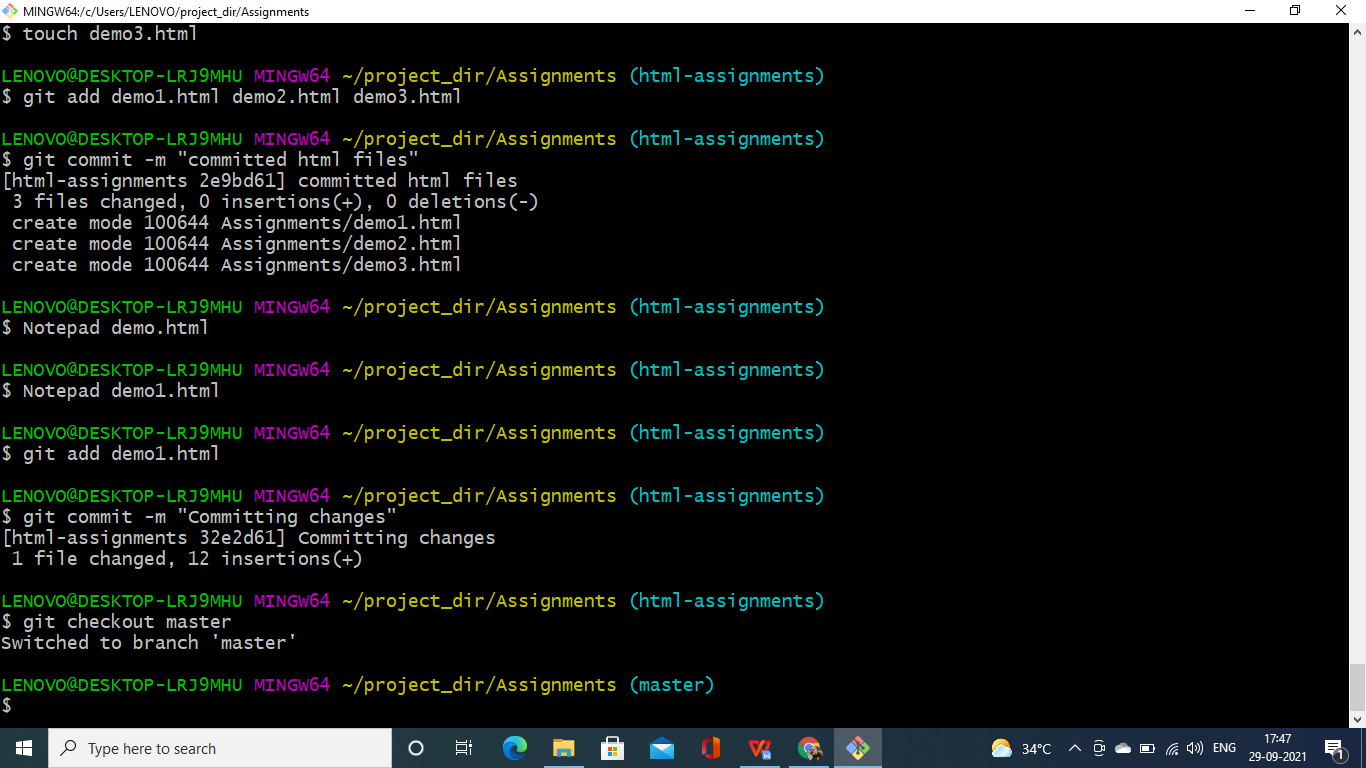 MINGW64:/c/Users/LENOVO/project_dir/Assignments
$ touch demo3.html
LENOVO@DESKTOP-LRJ9MHU MINGW64 ~/project_dir/Assignments (html-assignments)
$ git add demo1.html demo2.html demo3.html
LENOVO@DESKTOP-LRJ9MHU MINGW64 ~/project_dir/Assignments (html-assignments)
$ git commit -m "committed html files"
[html-assignments 2e9bd61] committed html files
 3 files changed, 0 insertions(+), 0 deletions(-)
 create mode 100644 Assignments/demo1.html
 create mode 100644 Assignments/demo2.html
 create mode 100644 Assignments/demo3.html
LENOVO@DESKTOP-LRJ9MHU MINGW64 ~/project_dir/Assignments (html-assignments)
$ Notepad demo.html
LENOVO@DESKTOP-LRJ9MHU MINGW64 ~/project_dir/Assignments (html-assignments)
$ Notepad demo1.html
LENOVO@DESKTOP-LRJ9MHU MINGW64 ~/project_dir/Assignments (html-assignments)
$ git add demo1.html
LENOVO@DESKTOP-LRJ9MHU MINGW64 ~/project_dir/Assignments (html-assignments)
$ git commit -m "Committing changes"
[html-assignments 32e2d61] Committing changes
 1 file changed, 12 insertions(+)
LENOVO@DESKTOP-LRJ9MHU MINGW64 ~/project_dir/Assignments (html-assignments)
$ git checkout master
Switched to branch 'master'
LENOVO@DESKTOP-LRJ9MHU MINGW64 ~/project_dir/Assignments (master)
$
Type here to search
34°C
ENG
17:47
29-09-2021
1